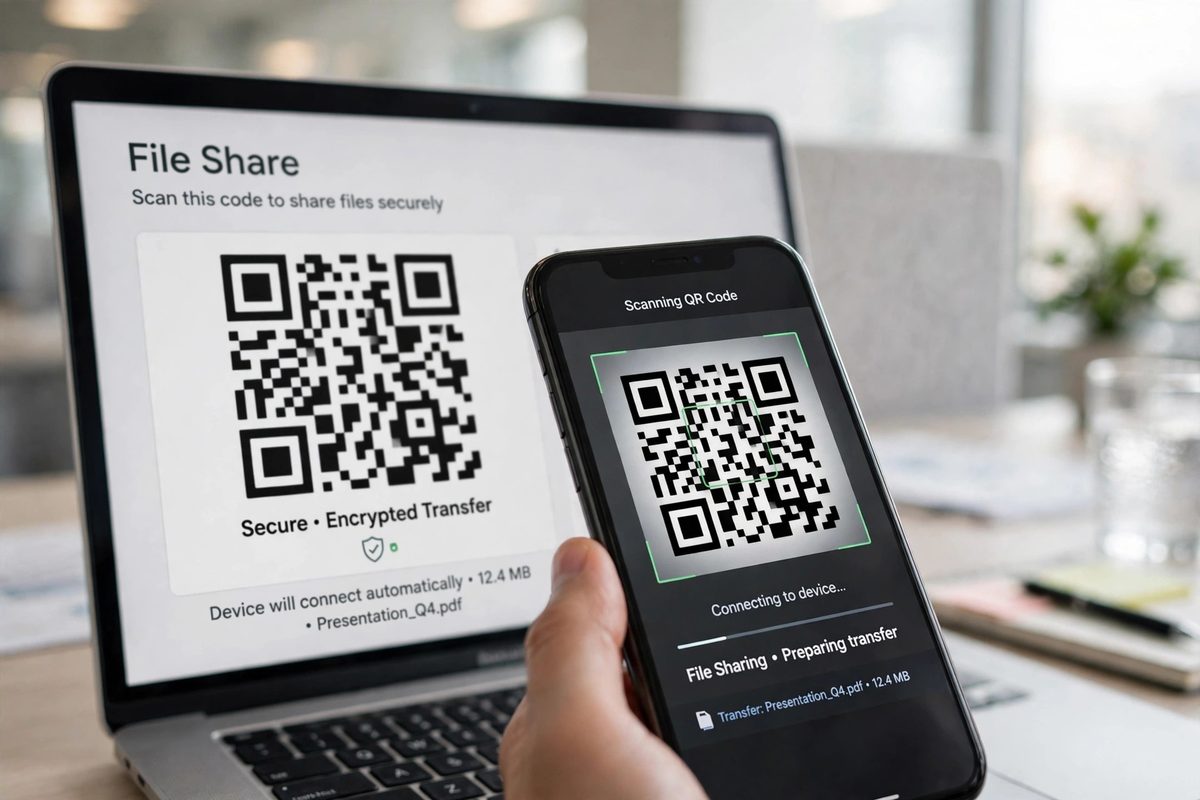 File Share
Scan this code to share files securely
Secure • Encrypted Transfer
Device will connect automatically • 12.4 MB
• Presentation_Q4.pdf
Scanning QR Code
Connecting to device...
File Sharing • Preparing transfer
Transfer: Presentation_Q4.pdf • 12.4 MB